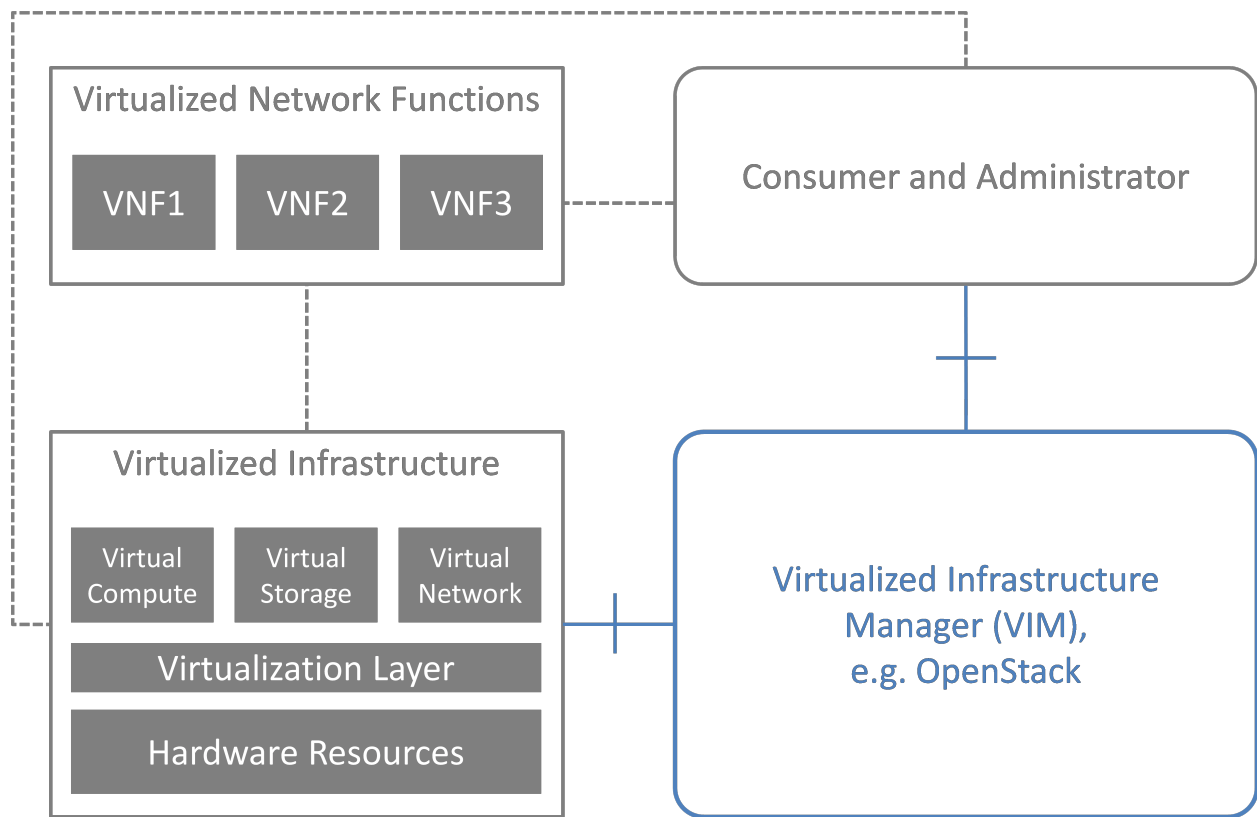 Virtualized Network Functions
VNF1
VNF2
VNF3
Consumer and Administrator
Virtualized Infrastructure
Virtual
Compute
Virtual
Storage
Virtual
Network
Virtualization Layer
Hardware Resources
Virtualized Infrastructure
Manager (VIM),
e.g. OpenStack